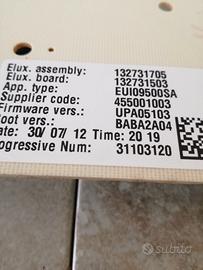 Elux. assembly: 132731705
Elux. board: 132731503
App. type: EUI09500SA
Supplier code: 455001003
Firmware vers.: UPA05103
Boot vers.: BABA2A04
ate: 30/ 07/ 12 Time: 20 19
ogressive Num: 31103120
subito